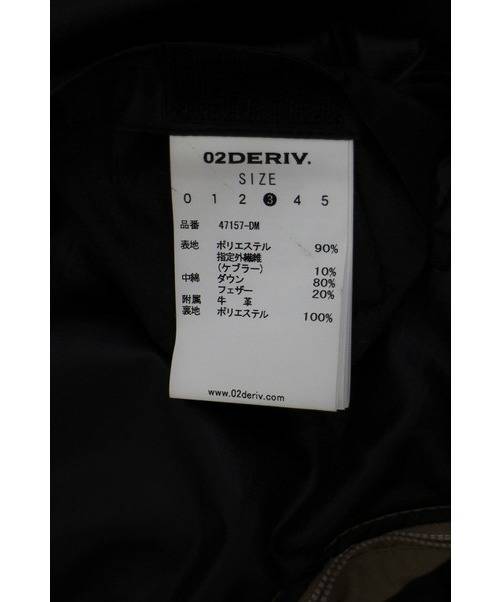 02DERIV.
SIZE
0 1 2 3 4 5
品番 47157-DM
表地 ポリエステル 90%
指定外繊維
(ケブラー) 10%
中綿 ダウン 80%
フェザー 20%
附属 牛 革
裏地 ポリエステル 100%
www.02deriv.com